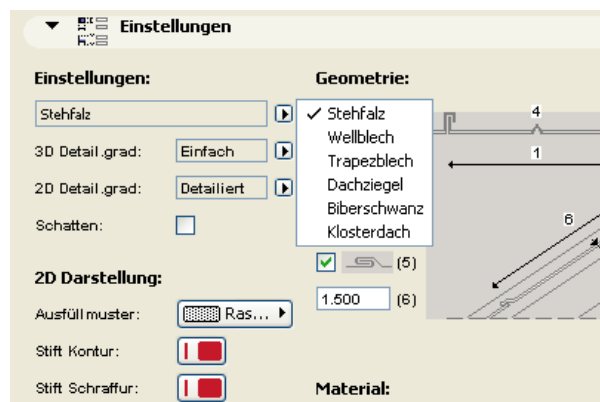 Einstellungen
Einstellungen:
Geometrie:
Stehfalz
Stehfalz
Wellblech
Trapezblech
Dachziegel
Biberschwanz
Klosterdach
4
1
6
3D Detail.grad:
Einfach
2D Detail.grad:
Detailiert
Schatten:
(5)
1.500
(6)
2D Darstellung:
Ausfüllmuster:
Ras...
Stift Kontur:
Stift Schraffur:
Material: